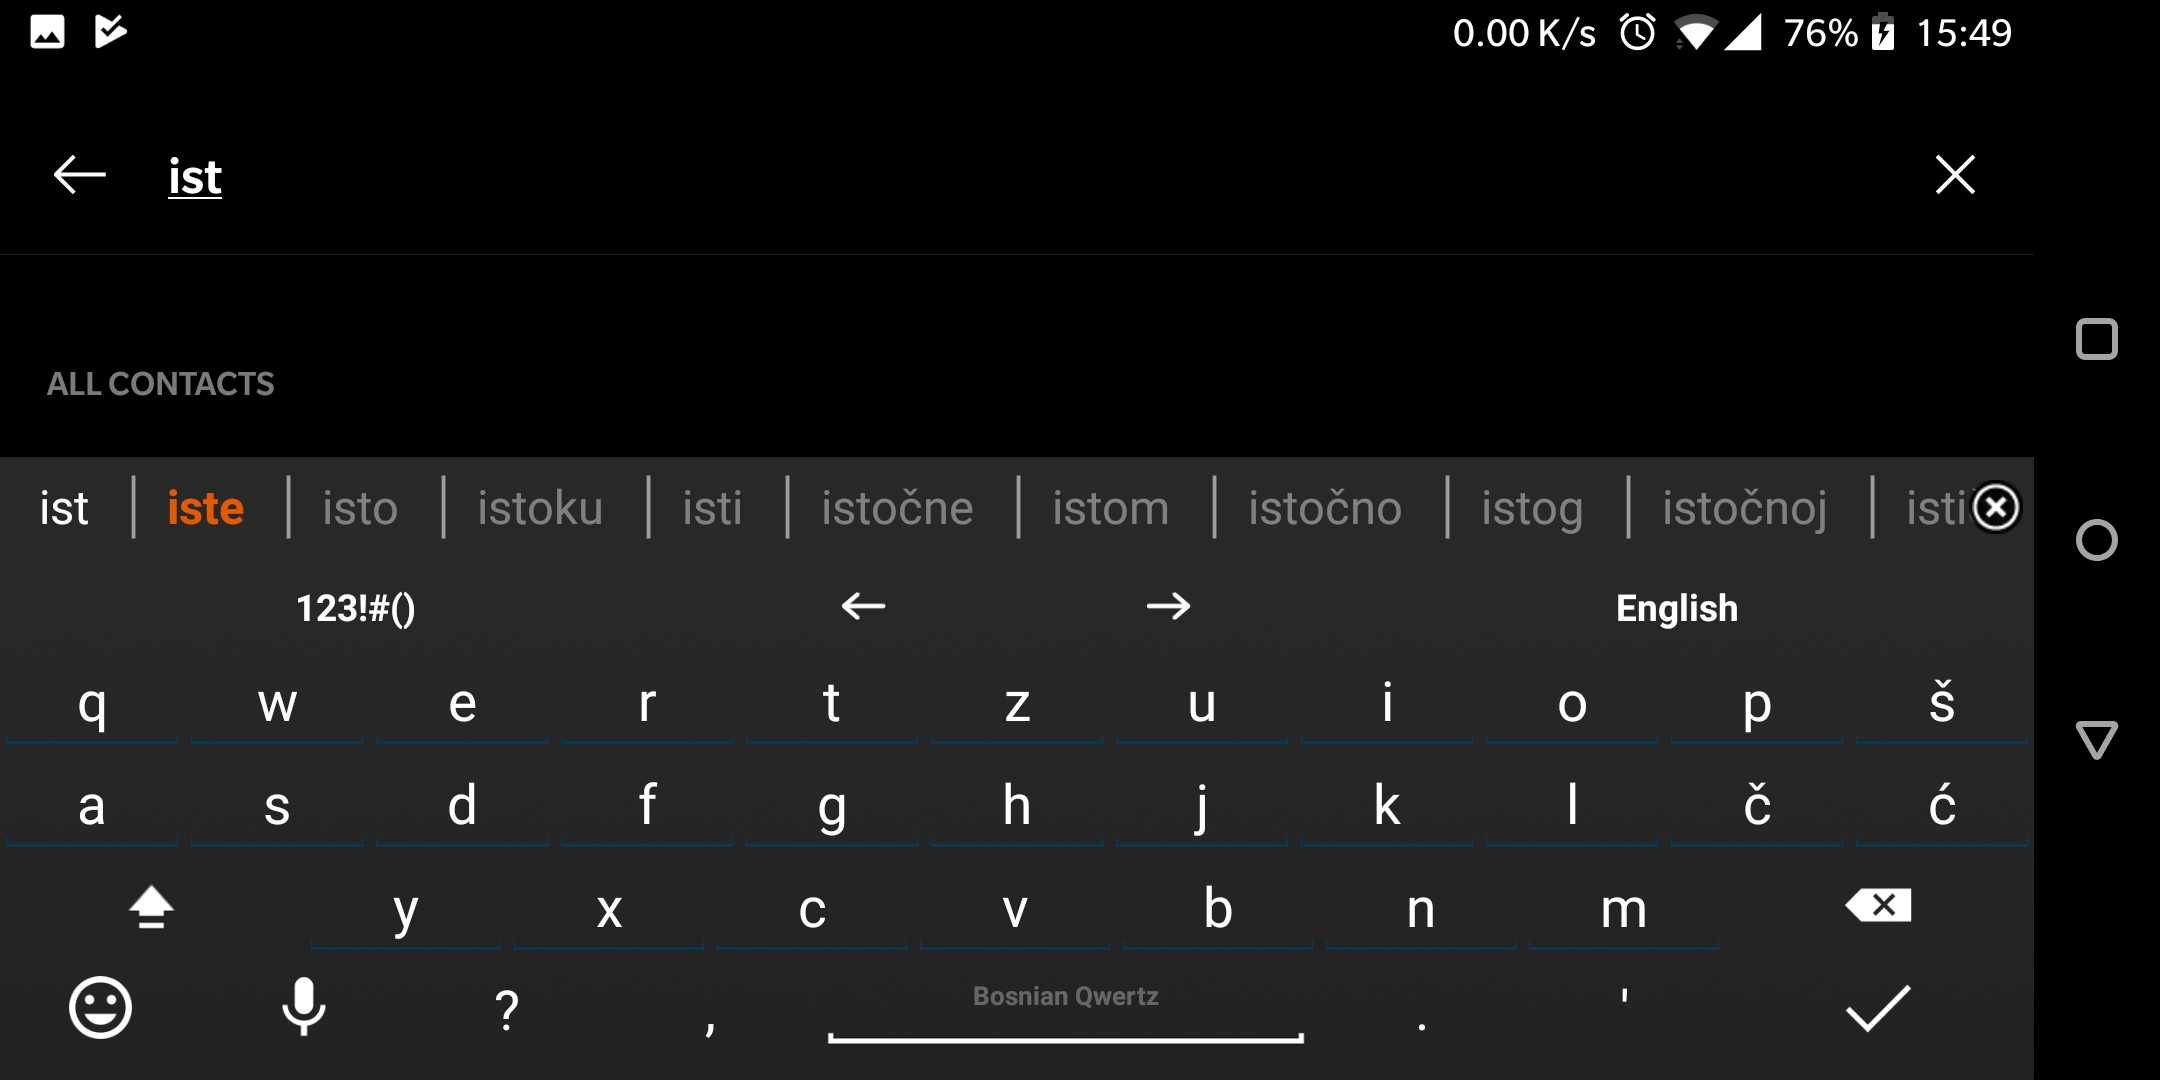 0.00 K/s 76% 15:49
ist
ALL CONTACTS
ist iste isto istoku isti istočne istom istočno istog istočnoj isti
123!#() English
q w e r t z u i o p š
a s d f g h j k l č ć
y x c v b n m
? , Bosnian Qwertz . '